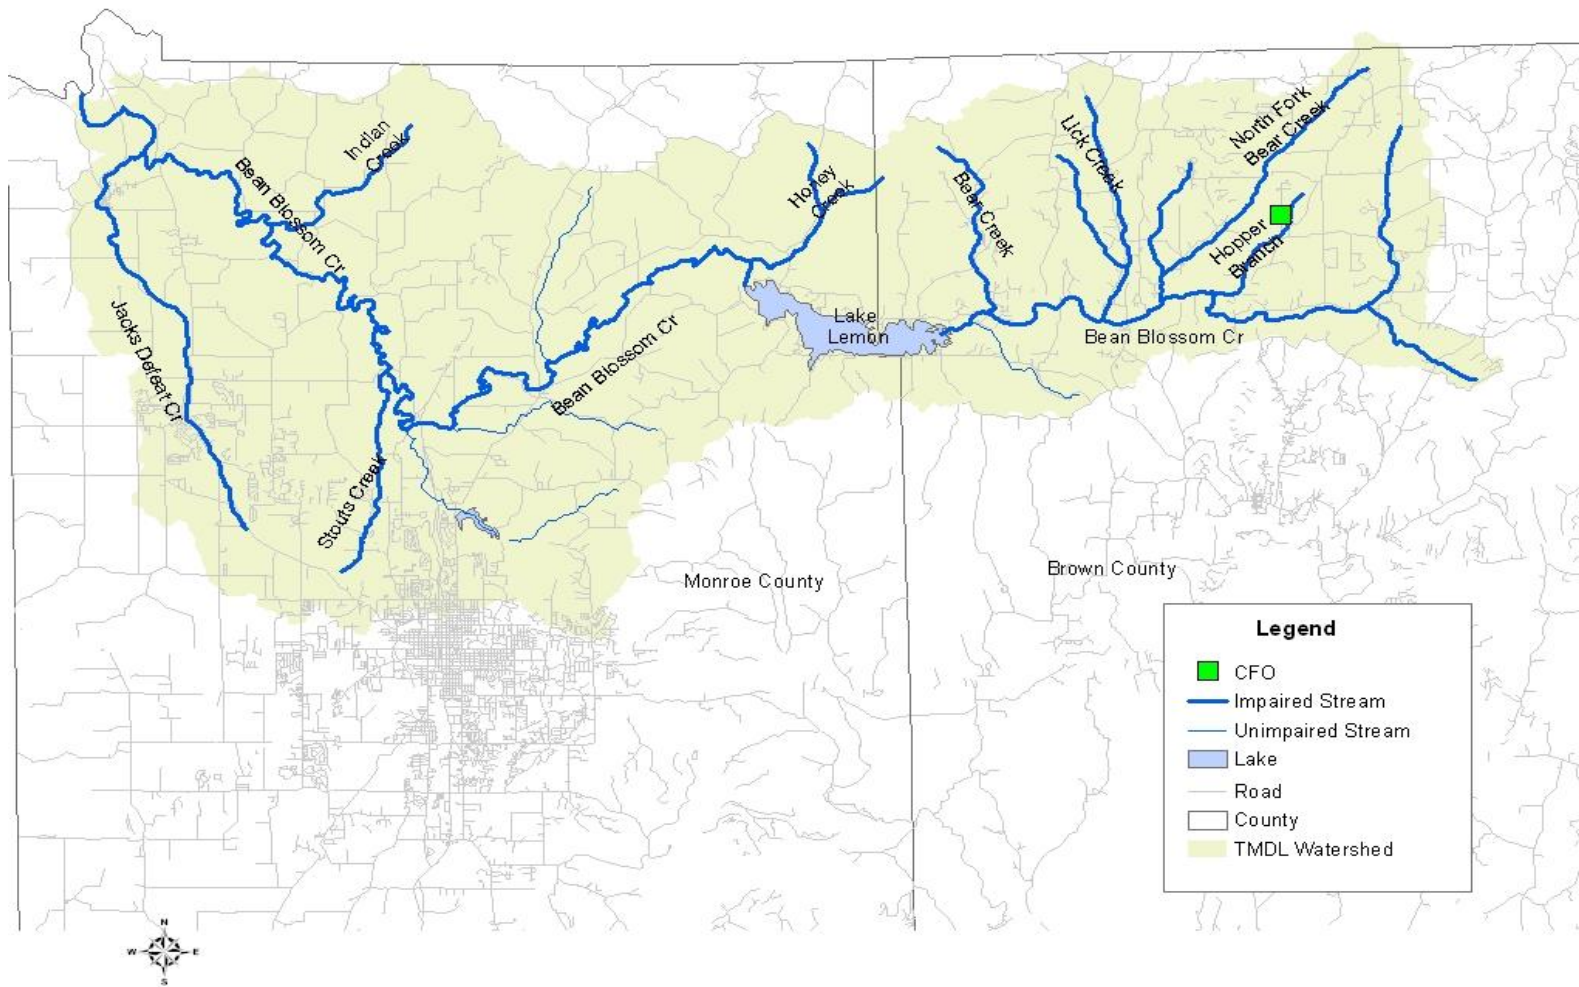 Indian
Creek
Bean Blossom Cr
Jacks Defeat Cr
Stouts Creek
Bean Blossom Cr
Honey
Creek
Lake
Lemon
Bear Creek
Lick Creek
North Fork
Bear Creek
Hopper
Branch
Bean Blossom Cr
Monroe County
Brown County
Legend
CFO
Impaired Stream
Unimpaired Stream
Lake
Road
County
TMDL Watershed
N
W
E
S